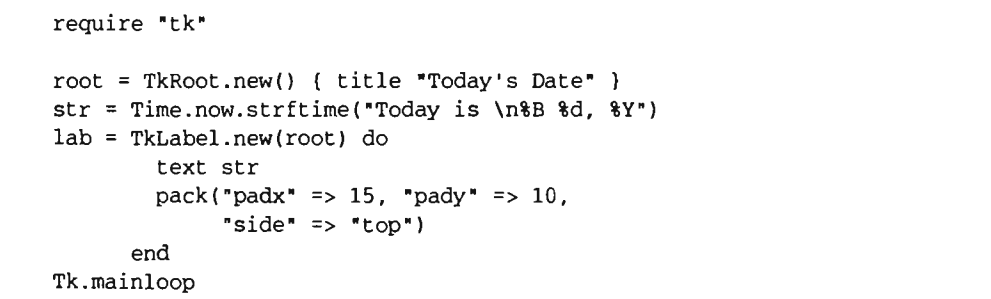 require "tk"

root = TkRoot.new() { title "Today's Date" }
str = Time.now.strftime("Today is \n%B %d, %Y")
lab = TkLabel.new(root) do
        text str
        pack("padx" => 15, "pady" => 10,
             "side" => "top")
      end
Tk.mainloop